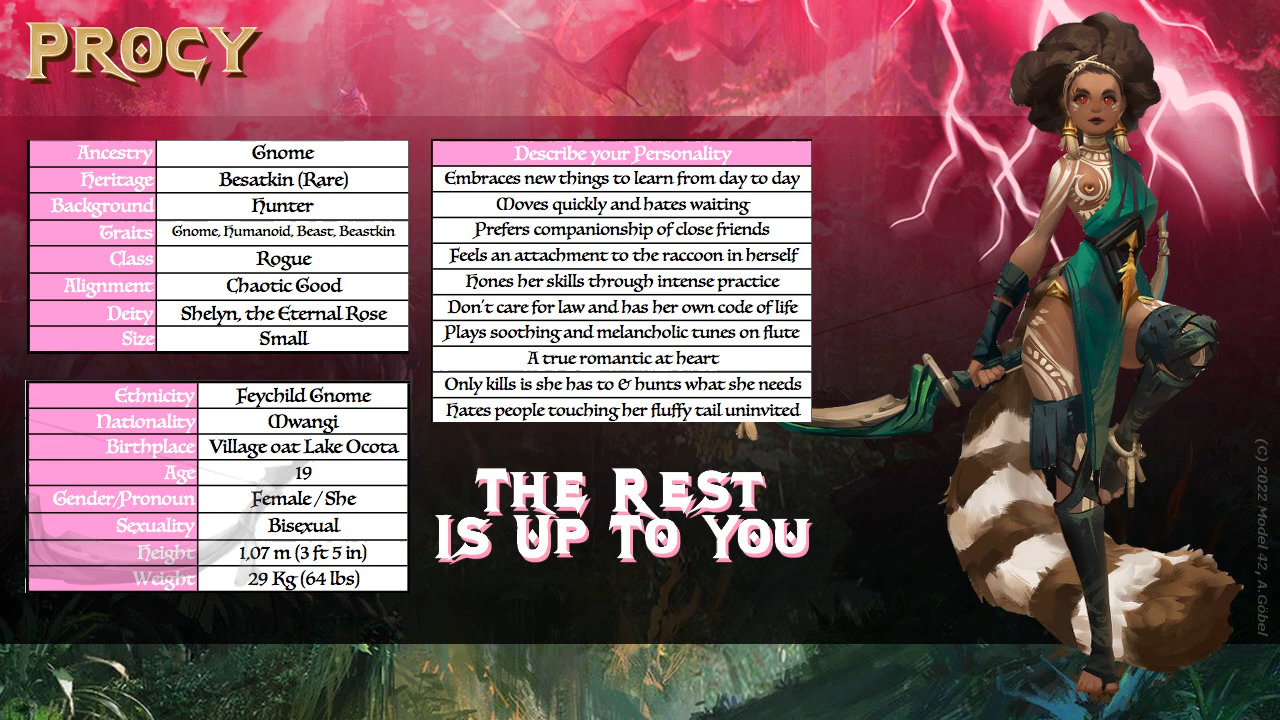 PROCY
Ancestry Gnome
Heritage Besatkin (Rare)
Background Hunter
Traits Gnome, Humanoid, Beast, Beastkin
Class Rogue
Alignment Chaotic Good
Deity Shelyn, the Eternal Rose
Size Small
Ethnicity Feychild Gnome
Nationality Mwangi
Birthplace Village oat Lake Ocota
Age 19
Gender/Pronoun Female / She
Sexuality Bisexual
Height 1,07 m (3 ft 5 in)
Weight 29 Kg (64 lbs)
Describe your Personality
Embraces new things to learn from day to day
Moves quickly and hates waiting
Prefers companionship of close friends
Feels an attachment to the raccoon in herself
Hones her skills through intense practice
Don't care for law and has her own code of life
Plays soothing and melancholic tunes on flute
A true romantic at heart
Only kills is she has to & hunts what she needs
Hates people touching her fluffy tail uninvited
THE REST
IS UP TO YOU
(C) 2022 Model 42, A.Göbel